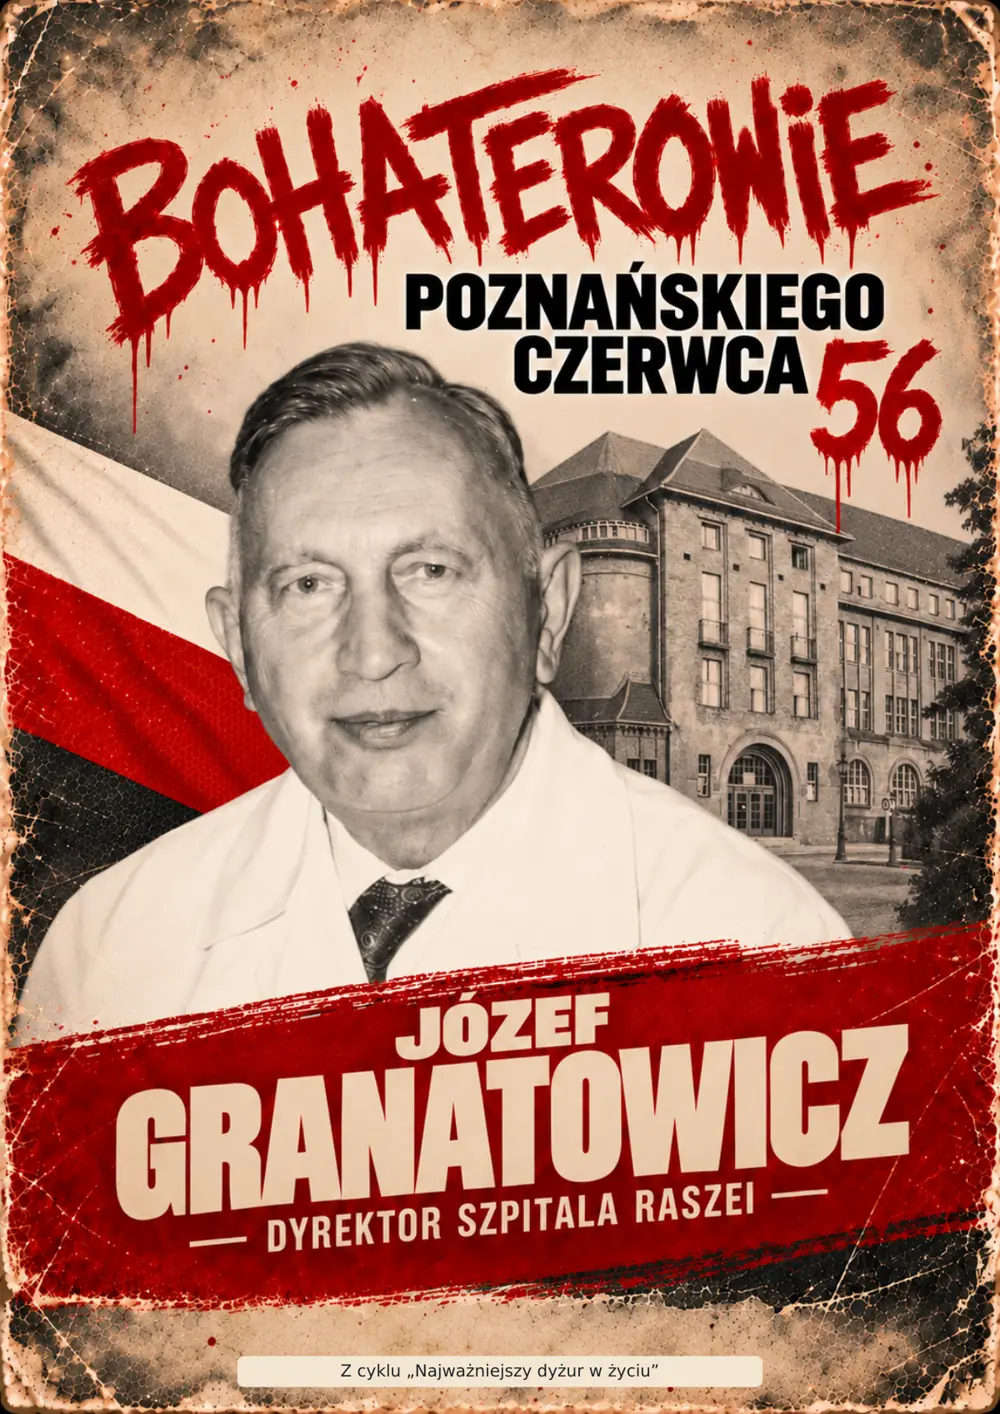 BOHATEROWiE
POZNAŃSKIEGO
CZERWCA 56
JÓZEF
GRANATOWICZ
— DYREKTOR SZPITALA RASZEI —
Z cyklu „Najważniejszy dyżur w życiu”